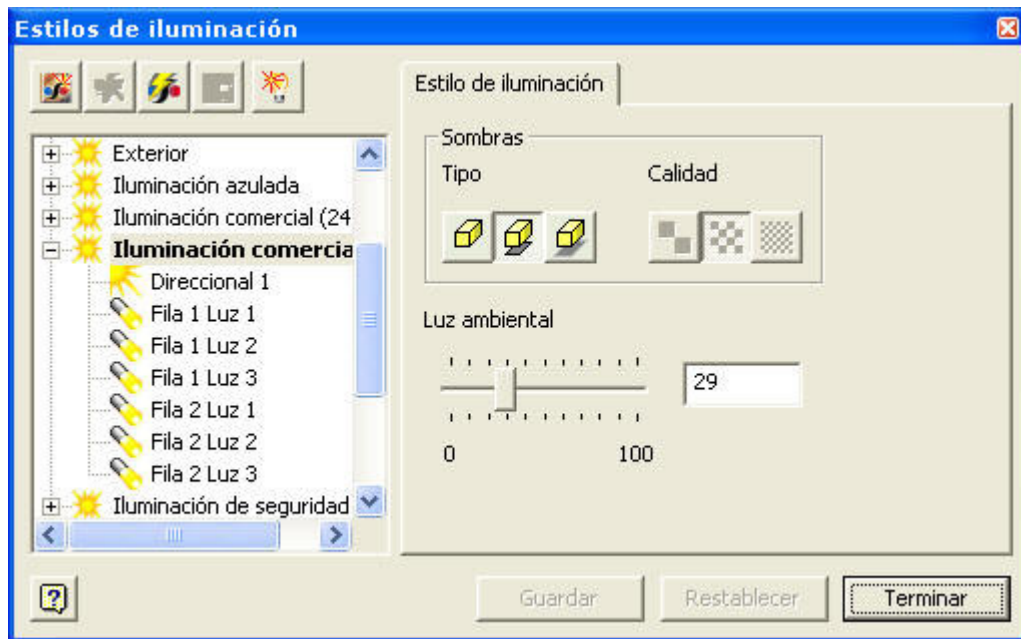 Estilos de iluminación
Estilo de iluminación
Exterior
Iluminación azulada
Iluminación comercial (24
Iluminación comercia
Direccional 1
Fila 1 Luz 1
Fila 1 Luz 2
Fila 1 Luz 3
Fila 2 Luz 1
Fila 2 Luz 2
Fila 2 Luz 3
Iluminación de seguridad
Sombras
Tipo Calidad
Luz ambiental
29
0 100
Guardar Restablecer Terminar